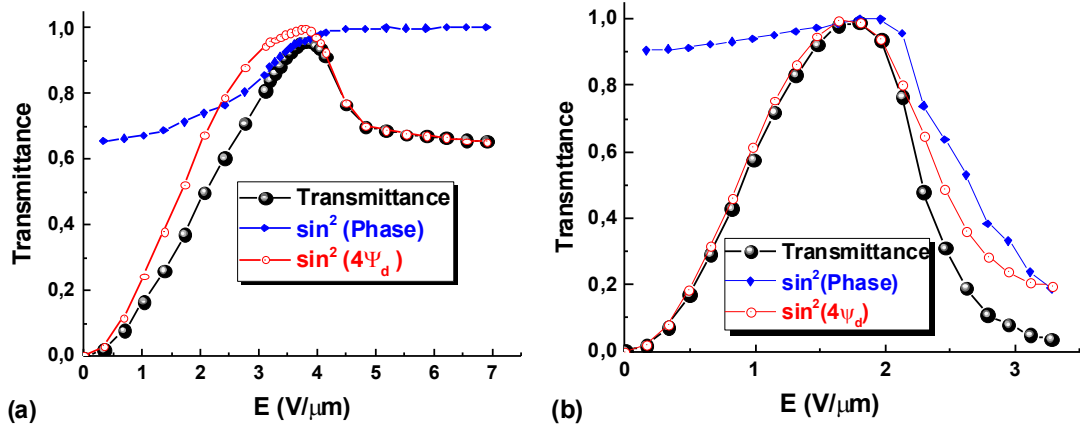 1,0
0,8
0,6
0,4
0,2
0,0
Transmittance
Transmittance
sin² (Phase)
sin² (4Ψ_d )
0 1 2 3 4 5 6 7
E (V/μm)
(a)
1,0
0,8
0,6
0,4
0,2
0,0
Transmttance
Transmittance
sin²(Phase)
sin²(4ψ_d)
0 1 2 3
E (V/μm)
(b)